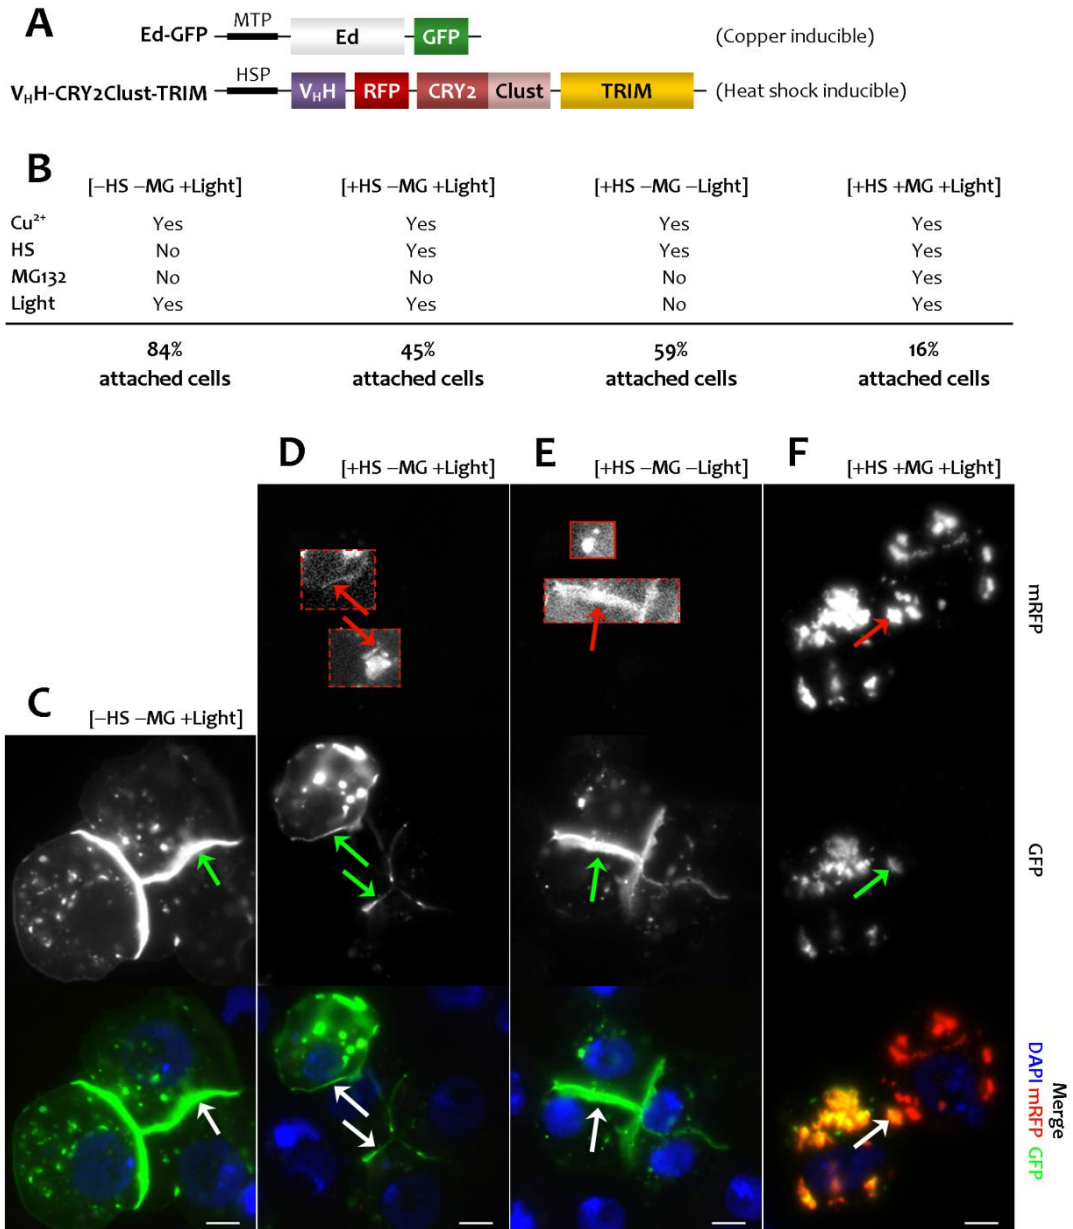 A
Ed-GFP MTP Ed GFP (Copper inducible)
VHH-CRY2Clust-TRIM HSP VHH RFP CRY2 Clust TRIM (Heat shock inducible)
B
[–HS –MG +Light] [+HS –MG +Light] [+HS –MG –Light] [+HS +MG +Light]
Cu²⁺ Yes Yes Yes Yes
HS No Yes Yes Yes
MG132 No No No Yes
Light Yes Yes No Yes
84% 45% 59% 16%
attached cells attached cells attached cells attached cells
D E F
[+HS –MG +Light] [+HS –MG –Light] [+HS +MG +Light]
mRFP
C
[–HS –MG +Light]
GFP
Merge
DAPI mRFP GFP